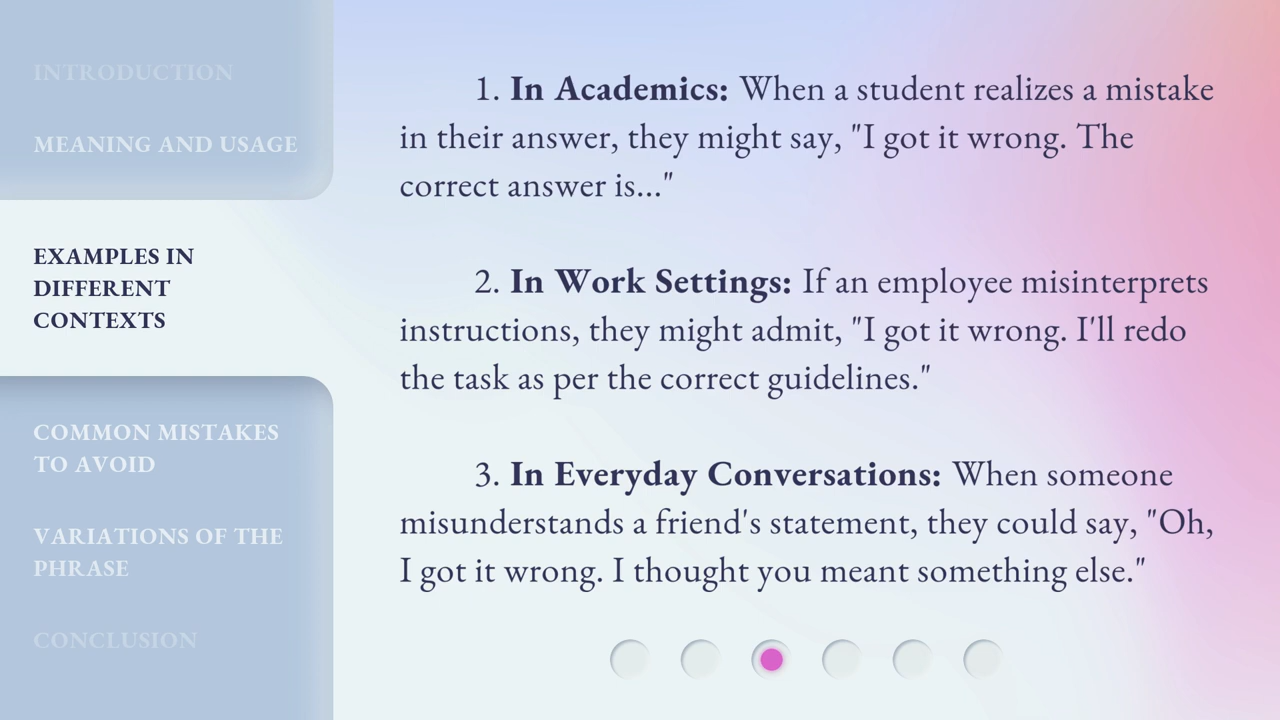 INTRODUCTION
MEANING AND USAGE
EXAMPLES IN
DIFFERENT
CONTEXTS
COMMON MISTAKES
TO AVOID
VARIATIONS OF THE
PHRASE
CONCLUSION
1. In Academics: When a student realizes a mistake
in their answer, they might say, "I got it wrong. The
correct answer is..."
2. In Work Settings: If an employee misinterprets
instructions, they might admit, "I got it wrong. I'll redo
the task as per the correct guidelines."
3. In Everyday Conversations: When someone
misunderstands a friend's statement, they could say, "Oh,
I got it wrong. I thought you meant something else."